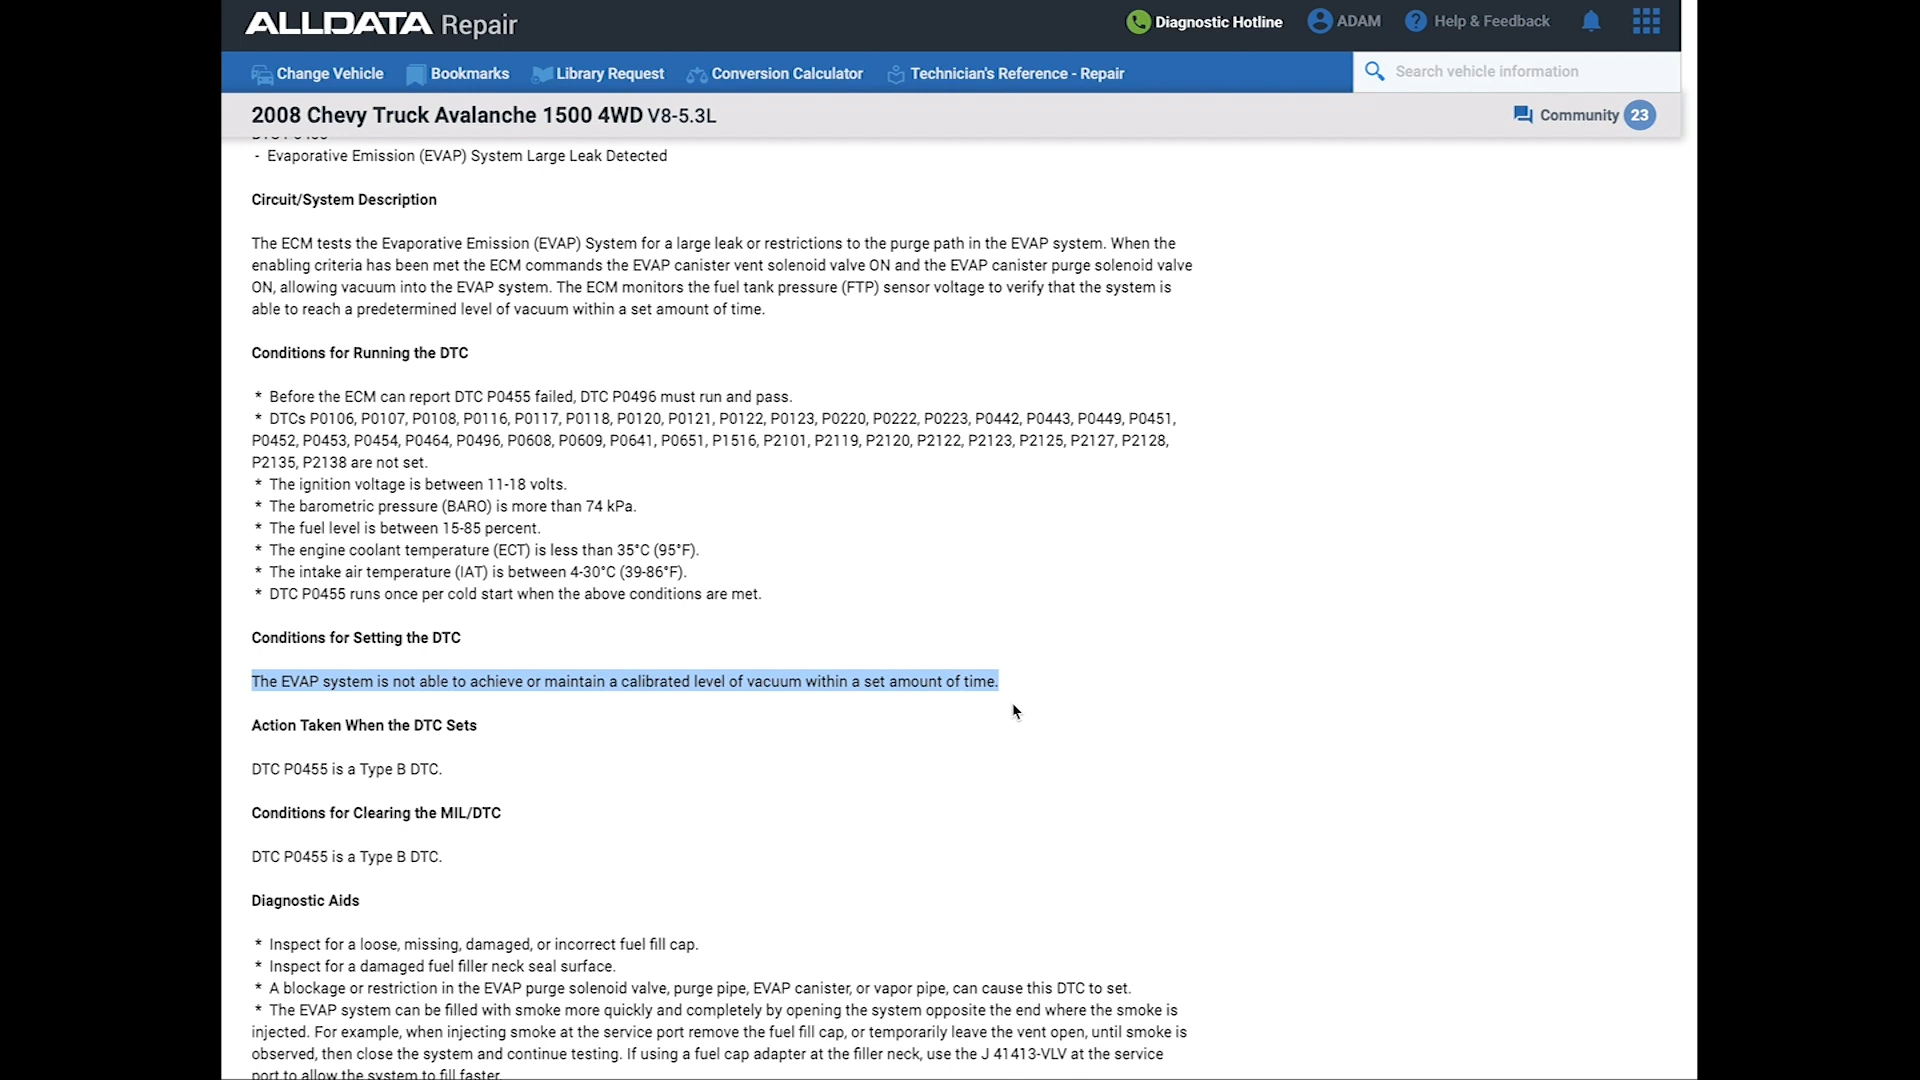 ALLDATA Repair
Diagnostic Hotline
ADAM
Help & Feedback
Change Vehicle
Bookmarks
Library Request
Conversion Calculator
Technician's Reference - Repair
Search vehicle information
2008 Chevy Truck Avalanche 1500 4WD V8-5.3L
Community 23
- Evaporative Emission (EVAP) System Large Leak Detected
Circuit/System Description
The ECM tests the Evaporative Emission (EVAP) System for a large leak or restrictions to the purge path in the EVAP system. When the
enabling criteria has been met the ECM commands the EVAP canister vent solenoid valve ON and the EVAP canister purge solenoid valve
ON, allowing vacuum into the EVAP system. The ECM monitors the fuel tank pressure (FTP) sensor voltage to verify that the system is
able to reach a predetermined level of vacuum within a set amount of time.
Conditions for Running the DTC
* Before the ECM can report DTC P0455 failed, DTC P0496 must run and pass.
* DTCs P0106, P0107, P0108, P0116, P0117, P0118, P0120, P0121, P0122, P0123, P0220, P0222, P0223, P0442, P0443, P0449, P0451,
P0452, P0453, P0454, P0464, P0496, P0608, P0609, P0641, P0651, P1516, P2101, P2119, P2120, P2122, P2123, P2125, P2127, P2128,
P2135, P2138 are not set.
* The ignition voltage is between 11-18 volts.
* The barometric pressure (BARO) is more than 74 kPa.
* The fuel level is between 15-85 percent.
* The engine coolant temperature (ECT) is less than 35°C (95°F).
* The intake air temperature (IAT) is between 4-30°C (39-86°F).
* DTC P0455 runs once per cold start when the above conditions are met.
Conditions for Setting the DTC
The EVAP system is not able to achieve or maintain a calibrated level of vacuum within a set amount of time.
Action Taken When the DTC Sets
DTC P0455 is a Type B DTC.
Conditions for Clearing the MIL/DTC
DTC P0455 is a Type B DTC.
Diagnostic Aids
* Inspect for a loose, missing, damaged, or incorrect fuel fill cap.
* Inspect for a damaged fuel filler neck seal surface.
* A blockage or restriction in the EVAP purge solenoid valve, purge pipe, EVAP canister, or vapor pipe, can cause this DTC to set.
* The EVAP system can be filled with smoke more quickly and completely by opening the system opposite the end where the smoke is
injected. For example, when injecting smoke at the service port remove the fuel fill cap, or temporarily leave the vent open, until smoke is
observed, then close the system and continue testing. If using a fuel cap adapter at the filler neck, use the J 41413-VLV at the service
port to allow the system to fill faster.